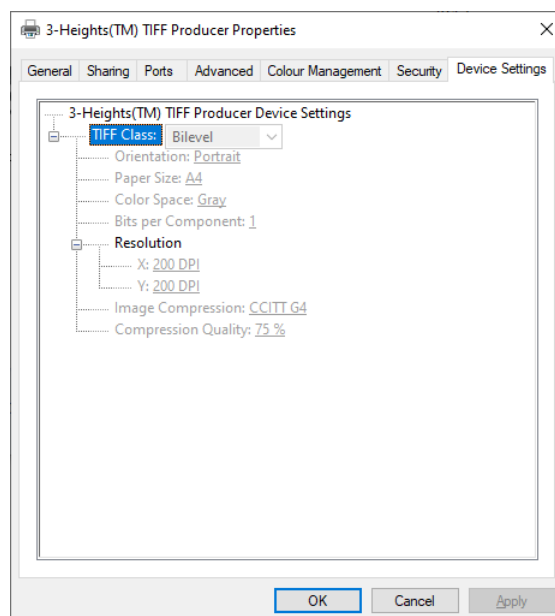 3-Heights(TM) TIFF Producer Properties
General Sharing Ports Advanced Colour Management Security Device Settings
3-Heights(TM) TIFF Producer Device Settings
TIFF Class: Bilevel
Orientation: Portrait
Paper Size: A4
Color Space: Gray
Bits per Component: 1
Resolution
X: 200 DPI
Y: 200 DPI
Image Compression: CCITT G4
Compression Quality: 75 %
OK Cancel Apply